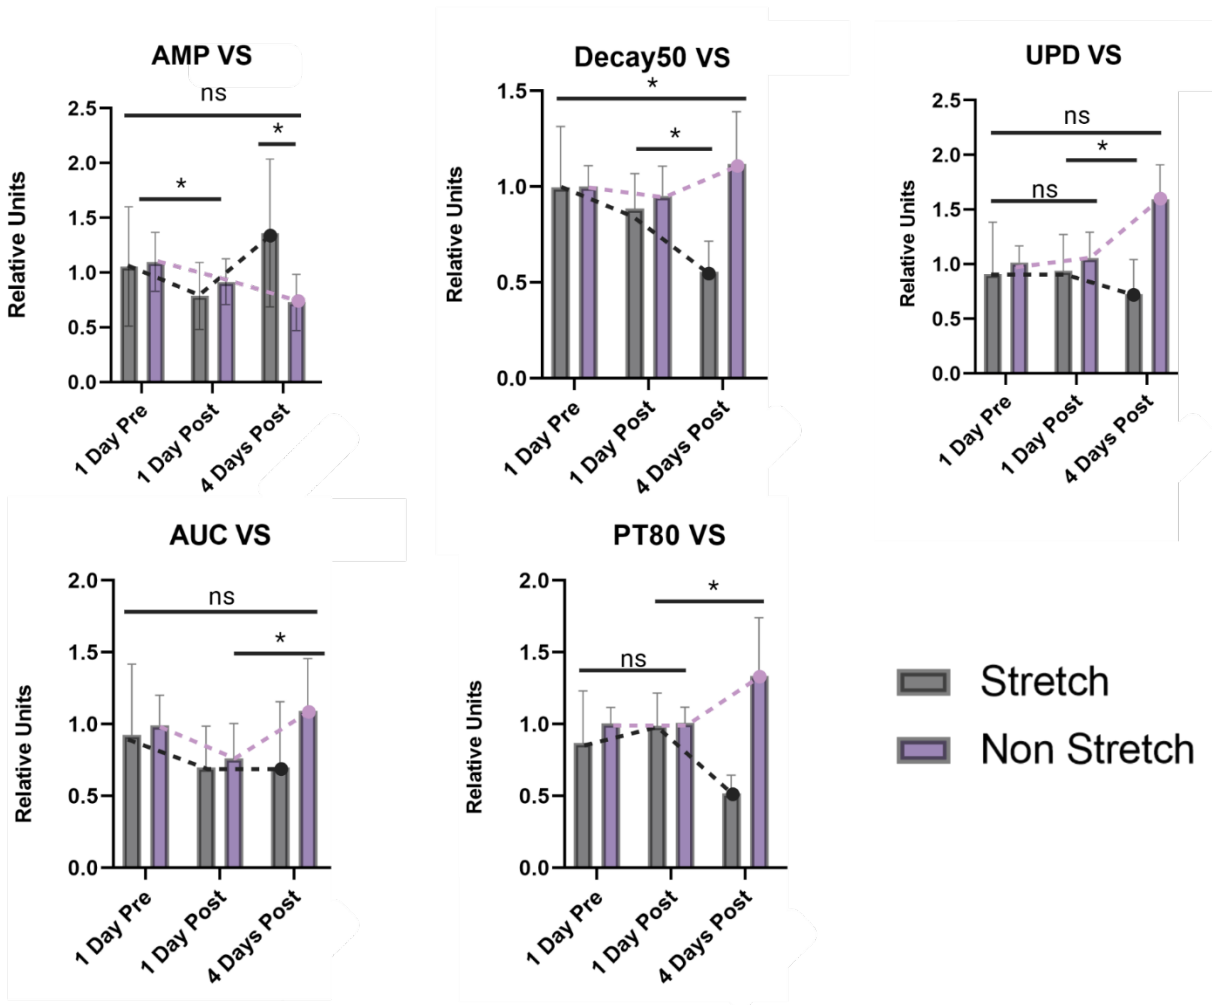 AMP VS
Relative Units
2.5
2.0
1.5
1.0
0.5
0.0
ns
*
*
1 Day Pre
1 Day Post
4 Days Post
Decay50 VS
Relative Units
1.5
1.0
0.5
0.0
*
*
1 Day Pre
1 Day Post
4 Days Post
UPD VS
Relative Units
2.5
2.0
1.5
1.0
0.5
0.0
ns
*
ns
1 Day Pre
1 Day Post
4 Days Post
AUC VS
Relative Units
2.0
1.5
1.0
0.5
0.0
ns
*
1 Day Pre
1 Day Post
4 Days Post
PT80 VS
Relative Units
2.0
1.5
1.0
0.5
0.0
*
ns
1 Day Pre
1 Day Post
4 Days Post
Stretch
Non Stretch